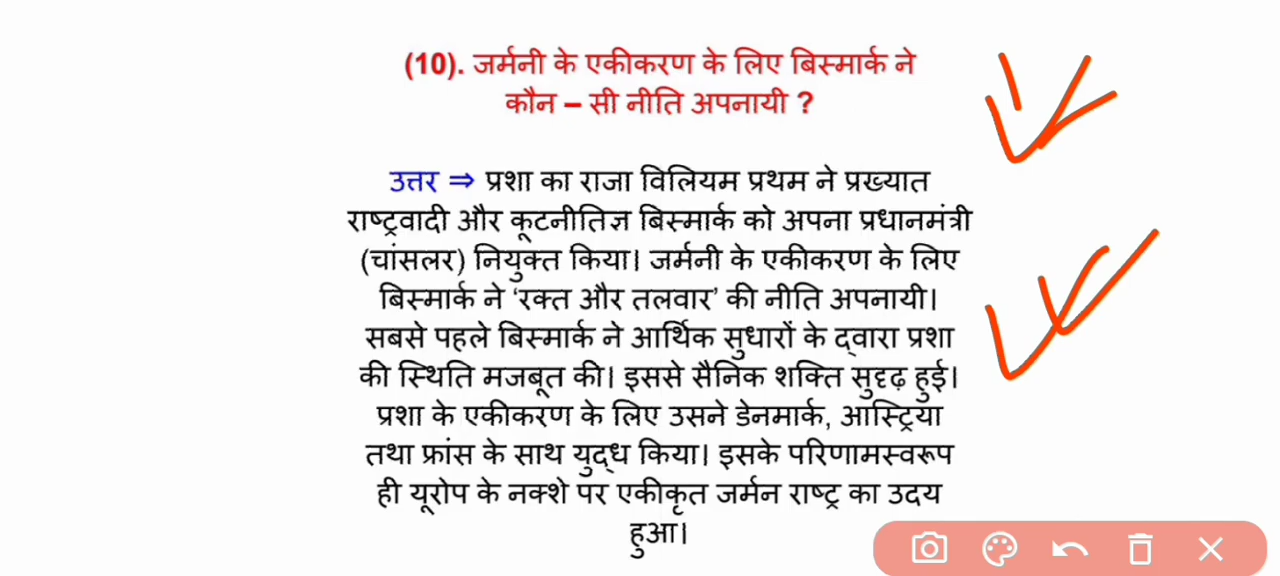 (10). जर्मनी के एकीकरण के लिए बिस्मार्क ने
कौन – सी नीति अपनायी ?
उत्तर ⇒ प्रशा का राजा विलियम प्रथम ने प्रख्यात
राष्ट्रवादी और कूटनीतिज्ञ बिस्मार्क को अपना प्रधानमंत्री
(चांसलर) नियुक्त किया। जर्मनी के एकीकरण के लिए
बिस्मार्क ने ‘रक्त और तलवार’ की नीति अपनायी।
सबसे पहले बिस्मार्क ने आर्थिक सुधारों के द्वारा प्रशा
की स्थिति मजबूत की। इससे सैनिक शक्ति सुदृढ़ हुई।
प्रशा के एकीकरण के लिए उसने डेनमार्क, आस्ट्रिया
तथा फ्रांस के साथ युद्ध किया। इसके परिणामस्वरूप
ही यूरोप के नक्शे पर एकीकृत जर्मन राष्ट्र का उदय
हुआ।